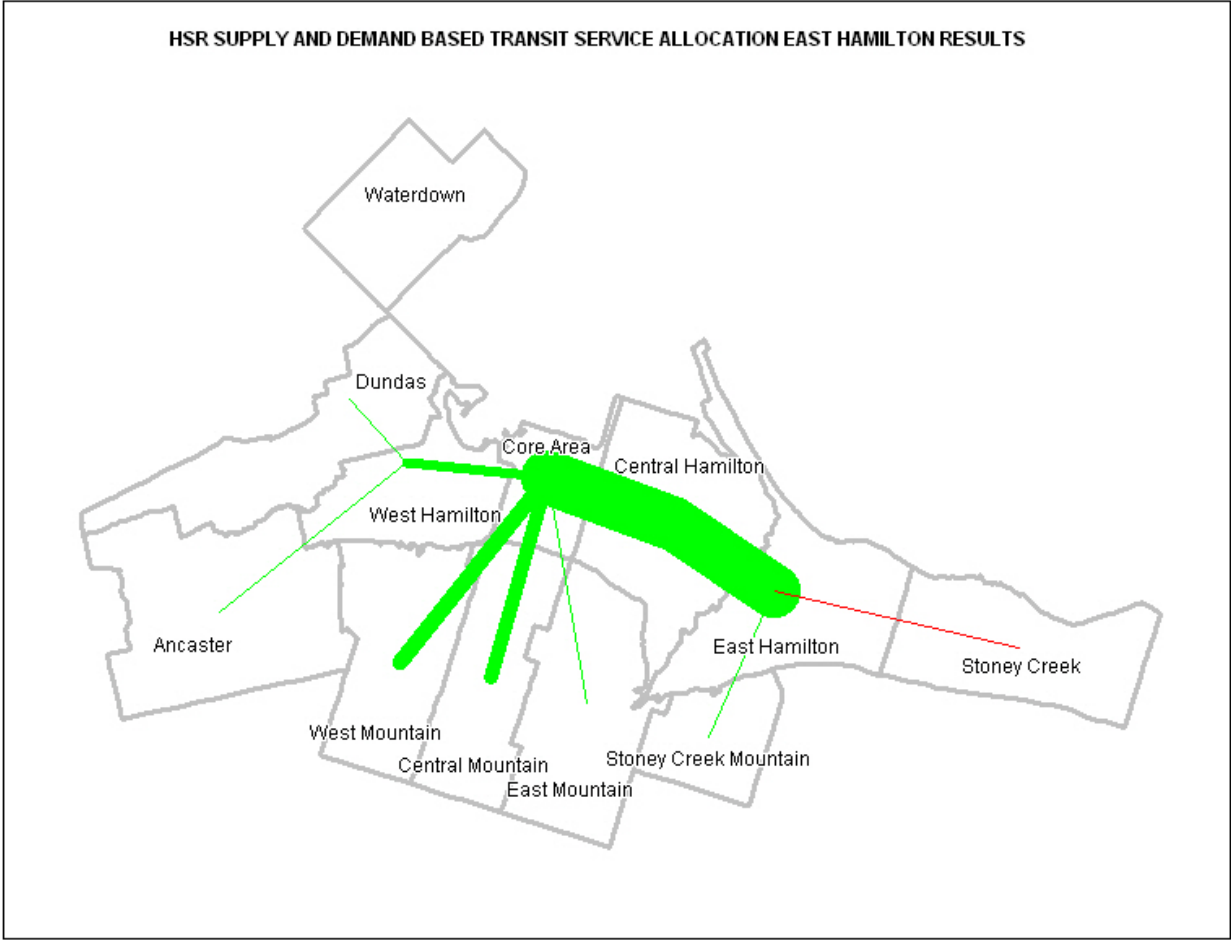 HSR SUPPLY AND DEMAND BASED TRANSIT SERVICE ALLOCATION EAST HAMILTON RESULTS
Waterdown
Dundas
Core Area
Central Hamilton
West Hamilton
Ancaster
East Hamilton
Stoney Creek
West Mountain
Central Mountain
Stoney Creek Mountain
East Mountain